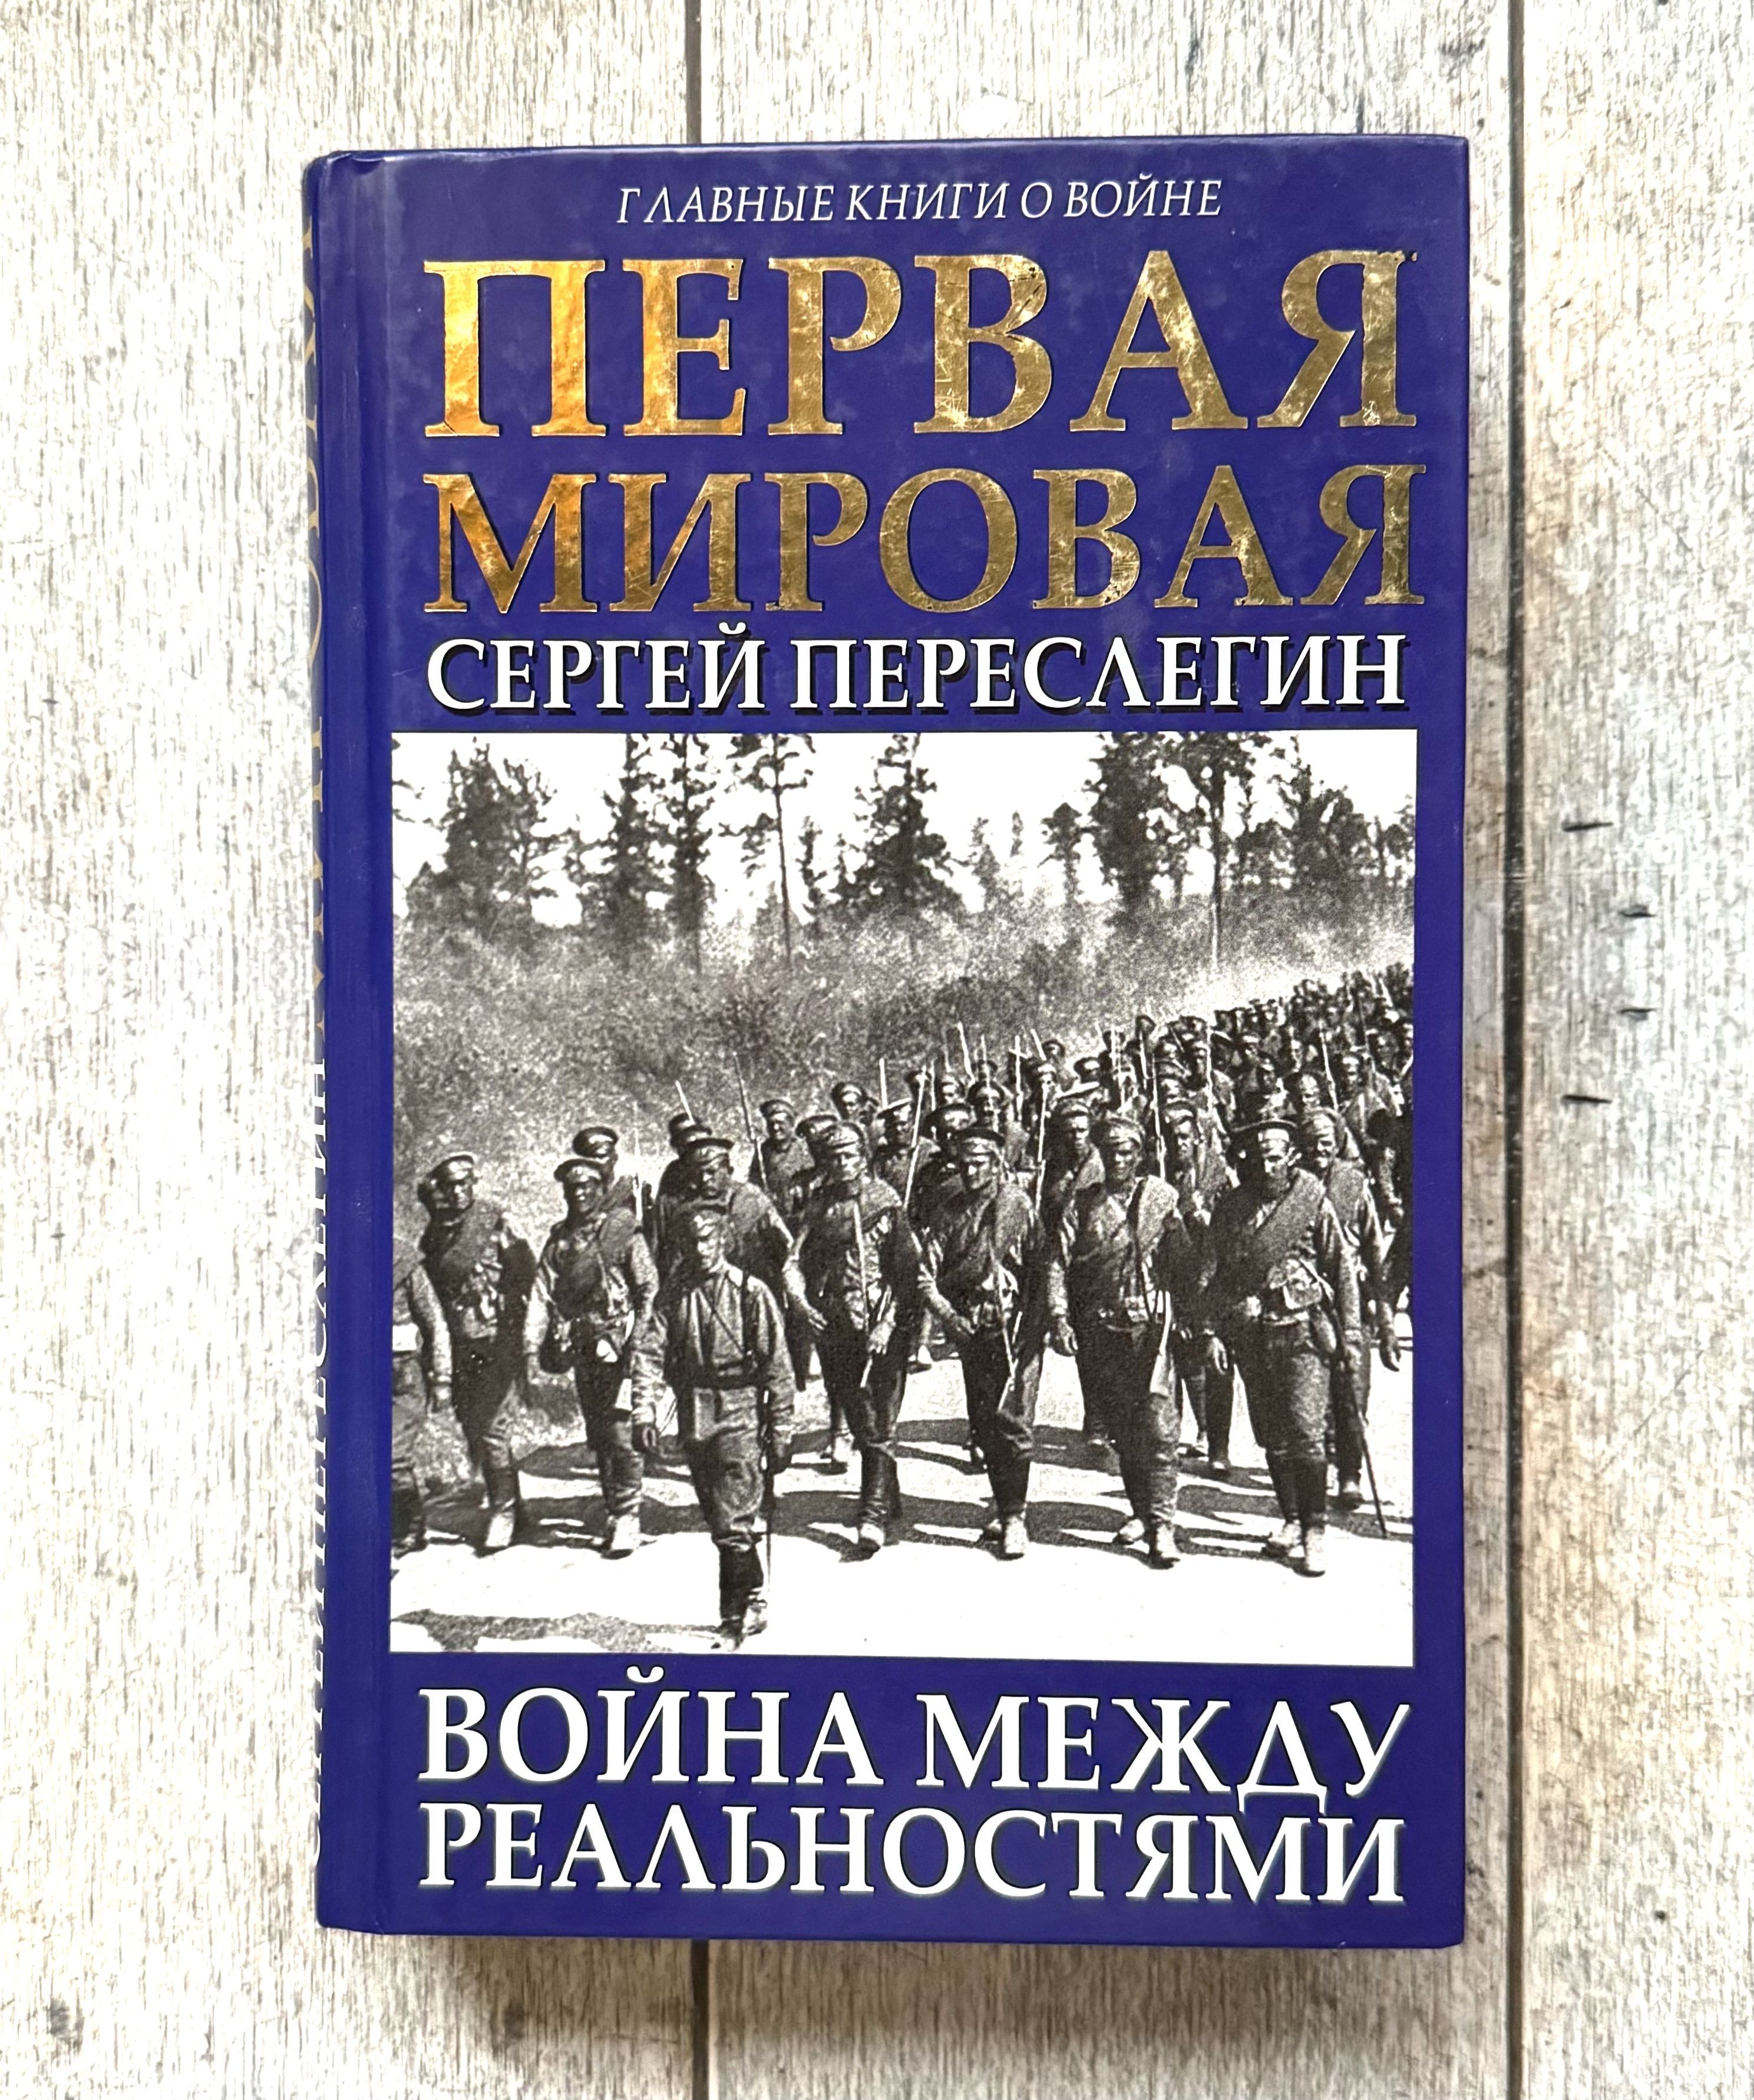 ГЛАВНЫЕ КНИГИ О ВОЙНЕ
ПЕРВАЯ
МИРОВАЯ
СЕРГЕЙ ПЕРЕСЛЕГИН
ВОЙНА МЕЖДУ
РЕАЛЬНОСТЯМИ